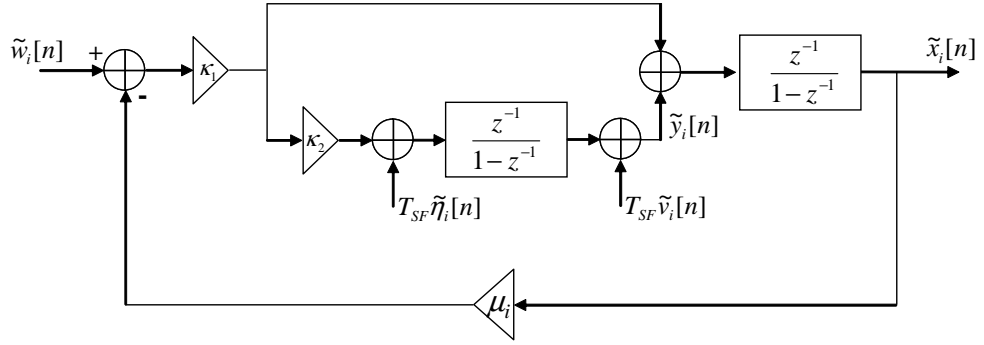 w̃ᵢ[n]
+
-
κ₁
κ₂
T_SF η̃ᵢ[n]
z⁻¹
1 − z⁻¹
T_SF ṽᵢ[n]
ỹᵢ[n]
z⁻¹
1 − z⁻¹
x̃ᵢ[n]
μᵢ